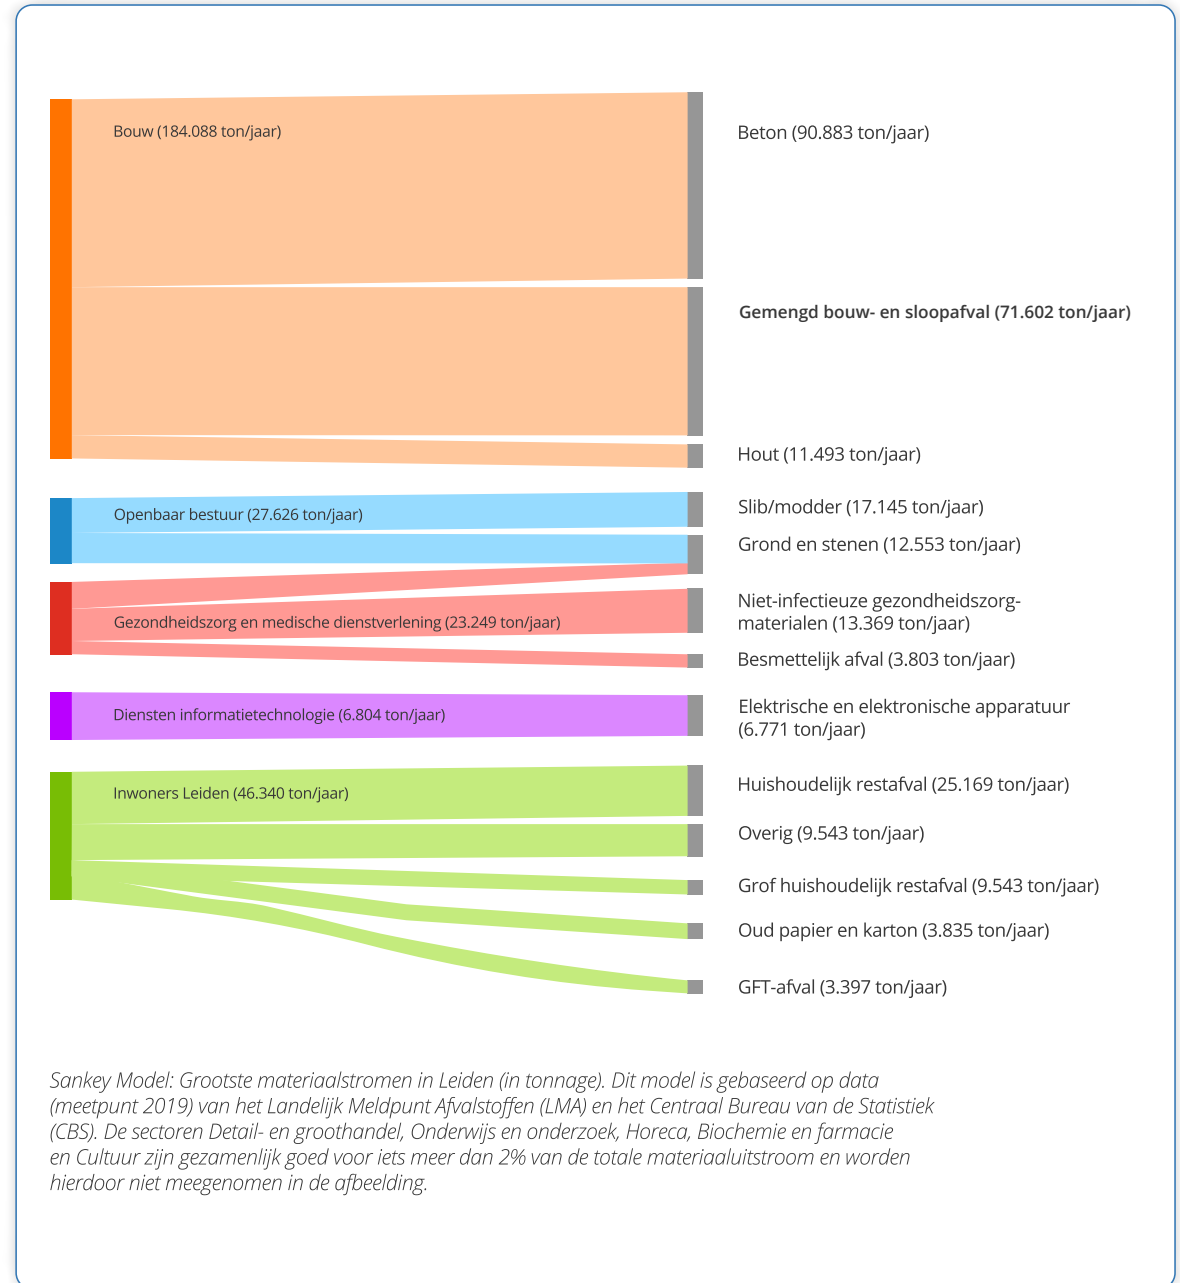 Bouw (184.088 ton/jaar)
Beton (90.883 ton/jaar)
Gemengd bouw- en sloopafval (71.602 ton/jaar)
Hout (11.493 ton/jaar)
Openbaar bestuur (27.626 ton/jaar)
Slib/modder (17.145 ton/jaar)
Grond en stenen (12.553 ton/jaar)
Gezondheidszorg en medische dienstverlening (23.249 ton/jaar)
Niet-infectieuze gezondheidszorg-
materialen (13.369 ton/jaar)
Besmettelijk afval (3.803 ton/jaar)
Diensten informatietechnologie (6.804 ton/jaar)
Elektrische en elektronische apparatuur
(6.771 ton/jaar)
Inwoners Leiden (46.340 ton/jaar)
Huishoudelijk restafval (25.169 ton/jaar)
Overig (9.543 ton/jaar)
Grof huishoudelijk restafval (9.543 ton/jaar)
Oud papier en karton (3.835 ton/jaar)
GFT-afval (3.397 ton/jaar)
Sankey Model: Grootste materiaalstromen in Leiden (in tonnage). Dit model is gebaseerd op data
(meetpunt 2019) van het Landelijk Meldpunt Afvalstoffen (LMA) en het Centraal Bureau van de Statistiek
(CBS). De sectoren Detail- en groothandel, Onderwijs en onderzoek, Horeca, Biochemie en farmacie
en Cultuur zijn gezamenlijk goed voor iets meer dan 2% van de totale materiaaluitstroom en worden
hierdoor niet meegenomen in de afbeelding.